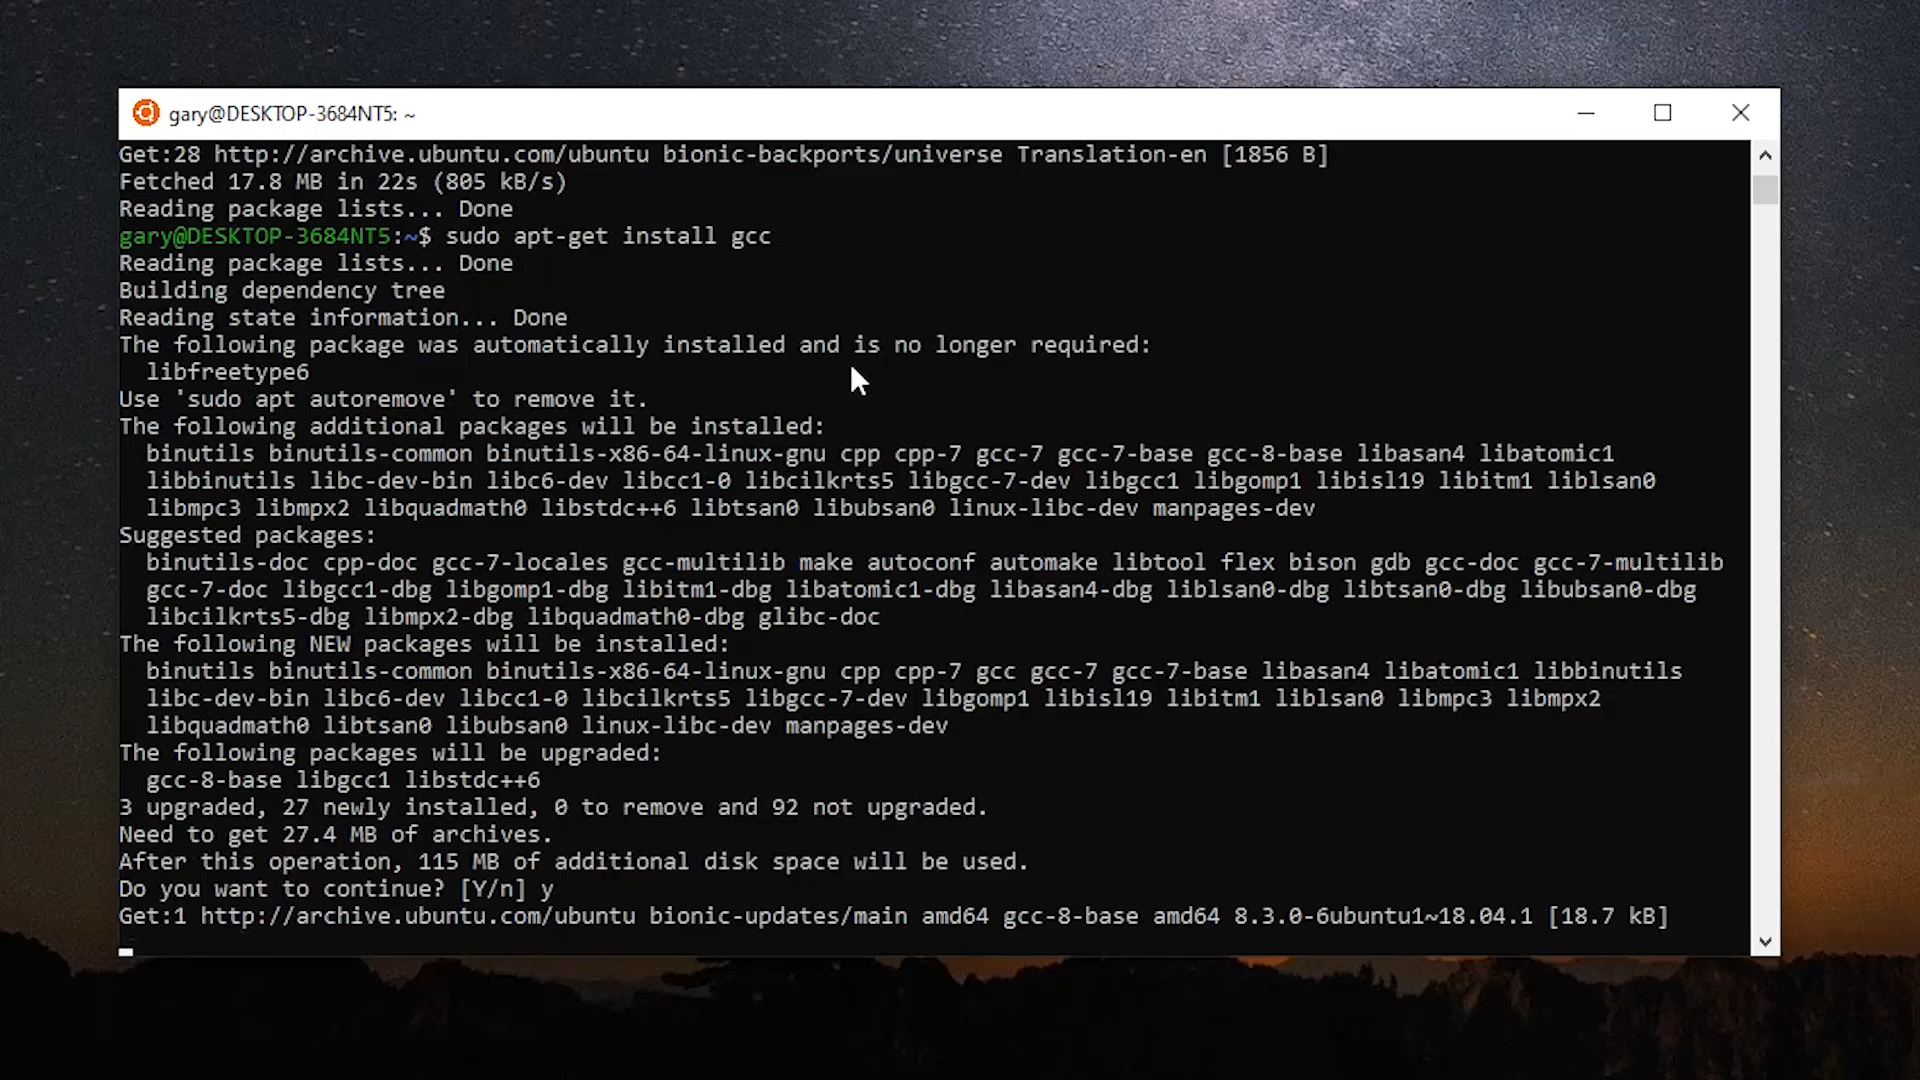 gary@DESKTOP-3684NT5: ~
Get:28 http://archive.ubuntu.com/ubuntu bionic-backports/universe Translation-en [1856 B]
Fetched 17.8 MB in 22s (805 kB/s)
Reading package lists... Done
gary@DESKTOP-3684NT5:~$ sudo apt-get install gcc
Reading package lists... Done
Building dependency tree
Reading state information... Done
The following package was automatically installed and is no longer required:
  libfreetype6
Use 'sudo apt autoremove' to remove it.
The following additional packages will be installed:
  binutils binutils-common binutils-x86-64-linux-gnu cpp cpp-7 gcc-7 gcc-7-base gcc-8-base libasan4 libatomic1
  libbinutils libc-dev-bin libc6-dev libcc1-0 libcilkrts5 libgcc-7-dev libgcc1 libgomp1 libisl19 libitm1 liblsan0
  libmpc3 libmpx2 libquadmath0 libstdc++6 libtsan0 libubsan0 linux-libc-dev manpages-dev
Suggested packages:
  binutils-doc cpp-doc gcc-7-locales gcc-multilib make autoconf automake libtool flex bison gdb gcc-doc gcc-7-multilib
  gcc-7-doc libgcc1-dbg libgomp1-dbg libitm1-dbg libatomic1-dbg libasan4-dbg liblsan0-dbg libtsan0-dbg libubsan0-dbg
  libcilkrts5-dbg libmpx2-dbg libquadmath0-dbg glibc-doc
The following NEW packages will be installed:
  binutils binutils-common binutils-x86-64-linux-gnu cpp cpp-7 gcc gcc-7 gcc-7-base libasan4 libatomic1 libbinutils
  libc-dev-bin libc6-dev libcc1-0 libcilkrts5 libgcc-7-dev libgomp1 libisl19 libitm1 liblsan0 libmpc3 libmpx2
  libquadmath0 libtsan0 libubsan0 linux-libc-dev manpages-dev
The following packages will be upgraded:
  gcc-8-base libgcc1 libstdc++6
3 upgraded, 27 newly installed, 0 to remove and 92 not upgraded.
Need to get 27.4 MB of archives.
After this operation, 115 MB of additional disk space will be used.
Do you want to continue? [Y/n] y
Get:1 http://archive.ubuntu.com/ubuntu bionic-updates/main amd64 gcc-8-base amd64 8.3.0-6ubuntu1~18.04.1 [18.7 kB]